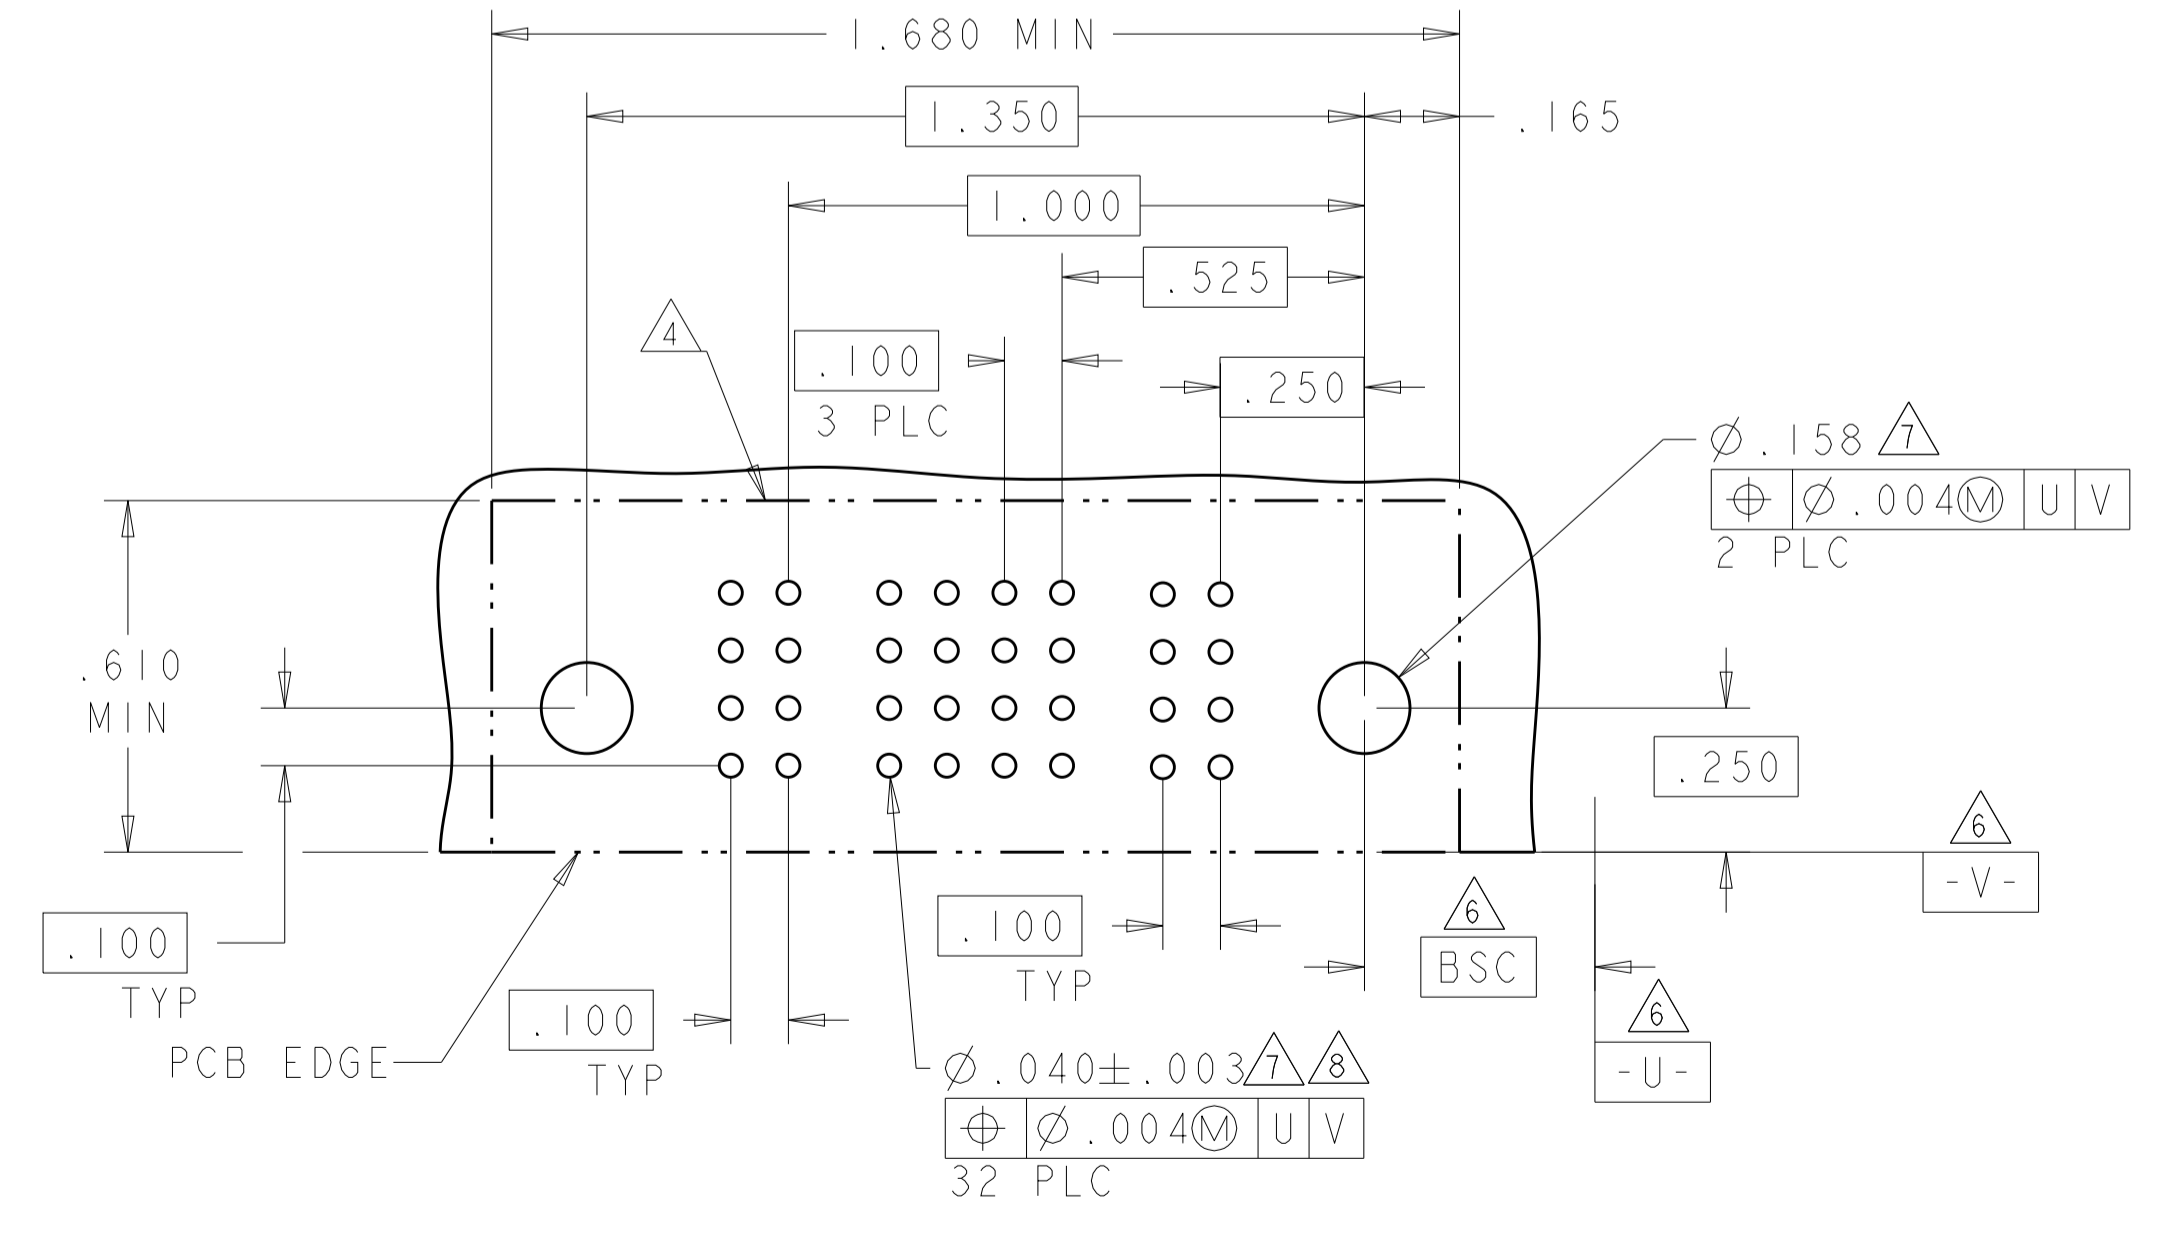 1.680 MIN
1.350
.165
1.000
.525
4
.100
3 PLC
.250
Ø.158 7
⌖ Ø.004Ⓜ U V
2 PLC
.610
MIN
.250
6
-V-
.100
TYP
.100
TYP
6
BSC
6
-U-
PCB EDGE
.100
TYP
Ø.040±.003 7 8
⌖ Ø.004Ⓜ U V
32 PLC